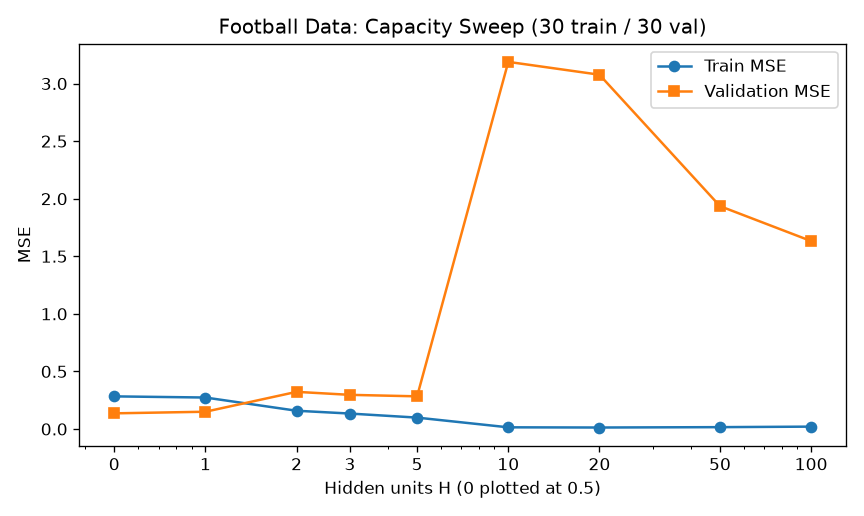 Football Data: Capacity Sweep (30 train / 30 val)
Train MSE
Validation MSE
MSE
3.0
2.5
2.0
1.5
1.0
0.5
0.0
0 1 2 3 5 10 20 50 100
Hidden units H (0 plotted at 0.5)